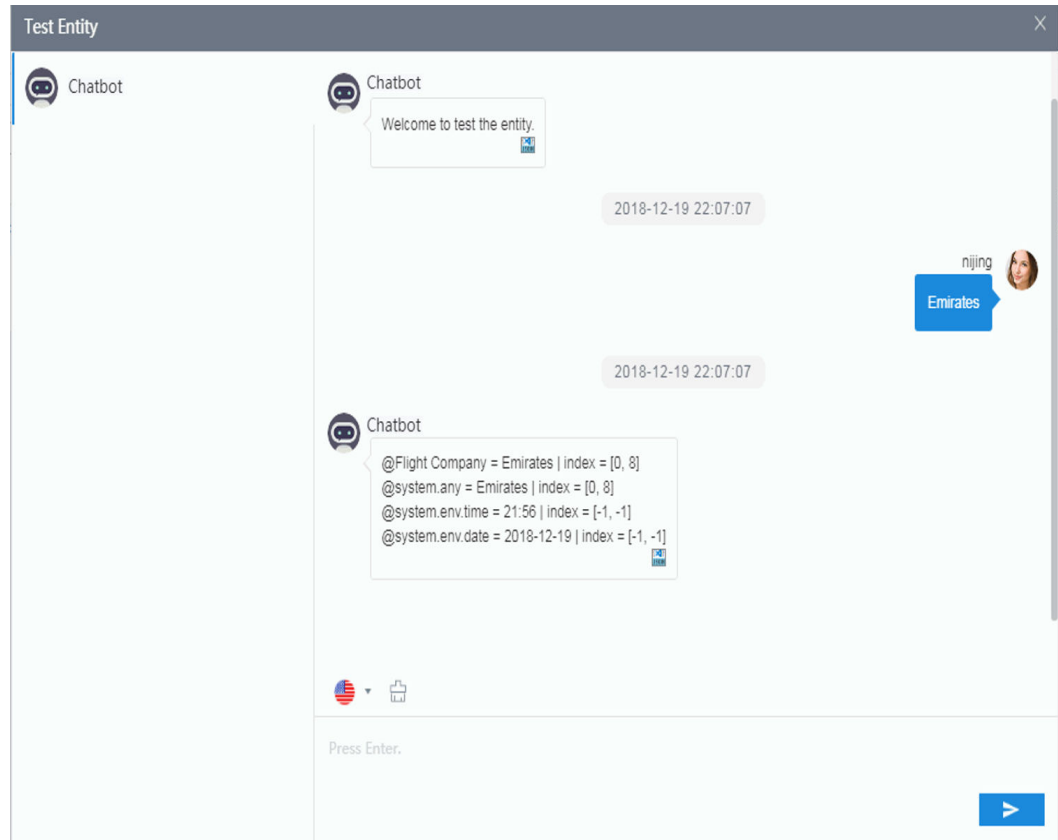 Test Entity
X
Chatbot
Chatbot
Welcome to test the entity.
2018-12-19 22:07:07
nijing
Emirates
2018-12-19 22:07:07
Chatbot
@Flight Company = Emirates | index = [0, 8]
@system.any = Emirates | index = [0, 8]
@system.env.time = 21:56 | index = [-1, -1]
@system.env.date = 2018-12-19 | index = [-1, -1]
Press Enter.